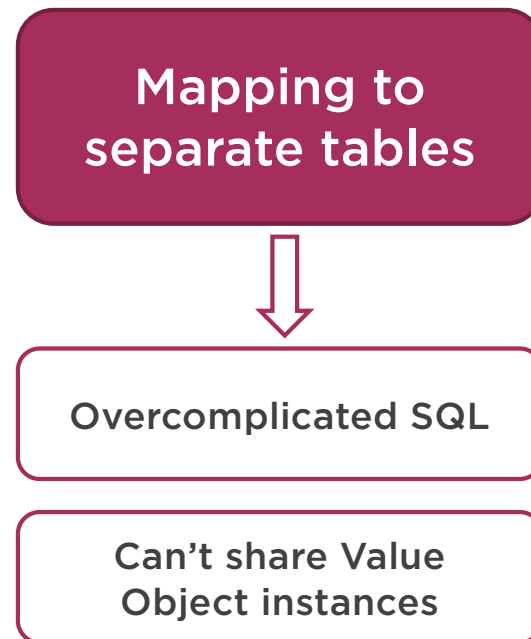 Mapping to
separate tables
Overcomplicated SQL
Can’t share Value
Object instances